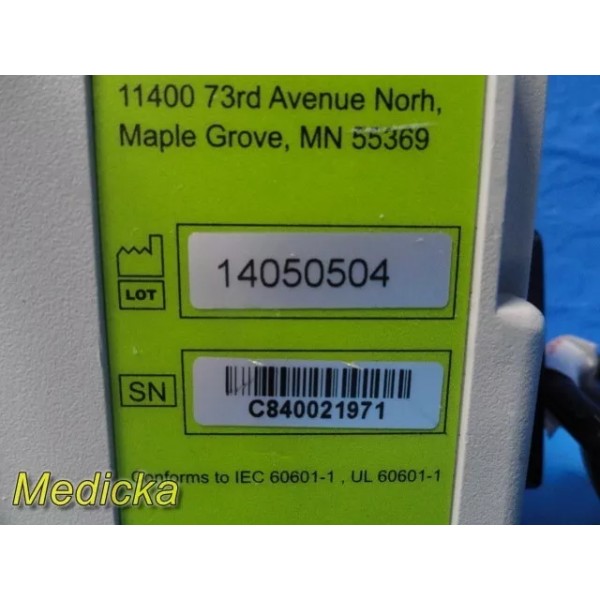 11400 73rd Avenue Norh,
Maple Grove, MN 55369
LOT
14050504
SN
C840021971
Conforms to IEC 60601-1 , UL 60601-1
Medicka